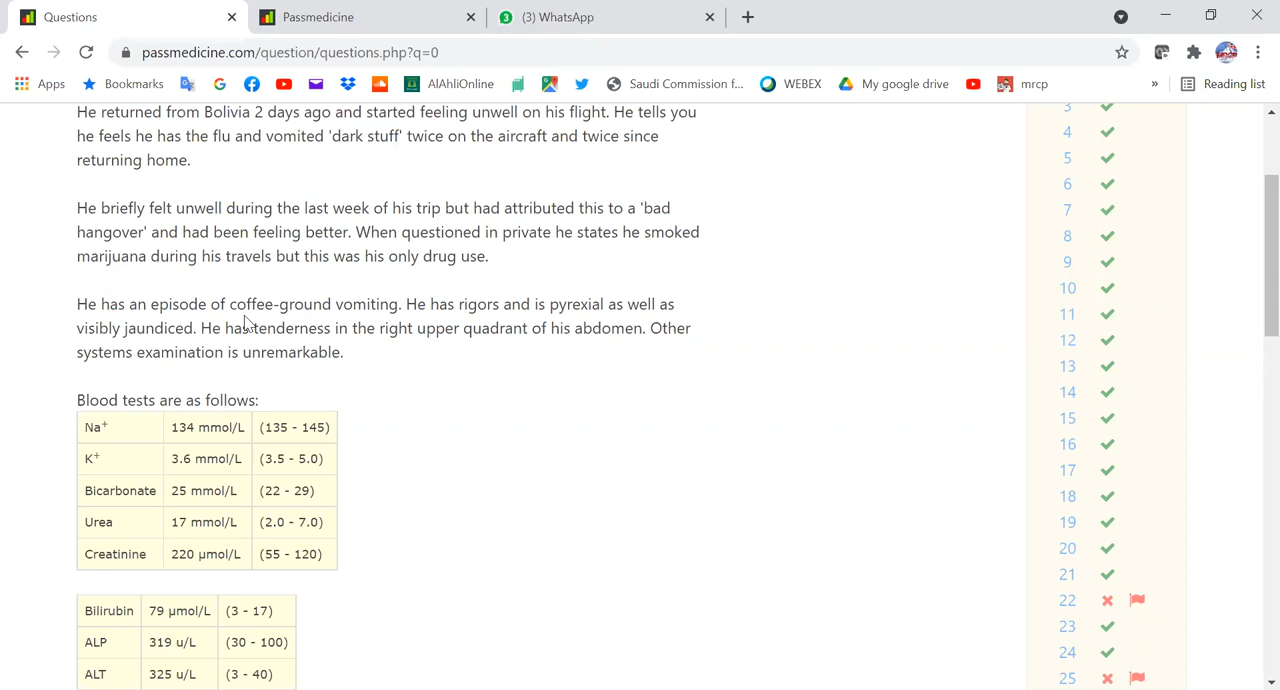 Questions
Passmedicine
(3) WhatsApp
passmedicine.com/question/questions.php?q=0
Apps Bookmarks AlAhliOnline Saudi Commission f... WEBEX My google drive mrcp » Reading list
He returned from Bolivia 2 days ago and started feeling unwell on his flight. He tells you
he feels he has the flu and vomited 'dark stuff' twice on the aircraft and twice since
returning home.
He briefly felt unwell during the last week of his trip but had attributed this to a 'bad
hangover' and had been feeling better. When questioned in private he states he smoked
marijuana during his travels but this was his only drug use.
He has an episode of coffee-ground vomiting. He has rigors and is pyrexial as well as
visibly jaundiced. He has tenderness in the right upper quadrant of his abdomen. Other
systems examination is unremarkable.
Blood tests are as follows:
Na⁺ 134 mmol/L (135 - 145)
K⁺ 3.6 mmol/L (3.5 - 5.0)
Bicarbonate 25 mmol/L (22 - 29)
Urea 17 mmol/L (2.0 - 7.0)
Creatinine 220 µmol/L (55 - 120)
Bilirubin 79 µmol/L (3 - 17)
ALP 319 u/L (30 - 100)
ALT 325 u/L (3 - 40)
3
4
5
6
7
8
9
10
11
12
13
14
15
16
17
18
19
20
21
22
23
24
25